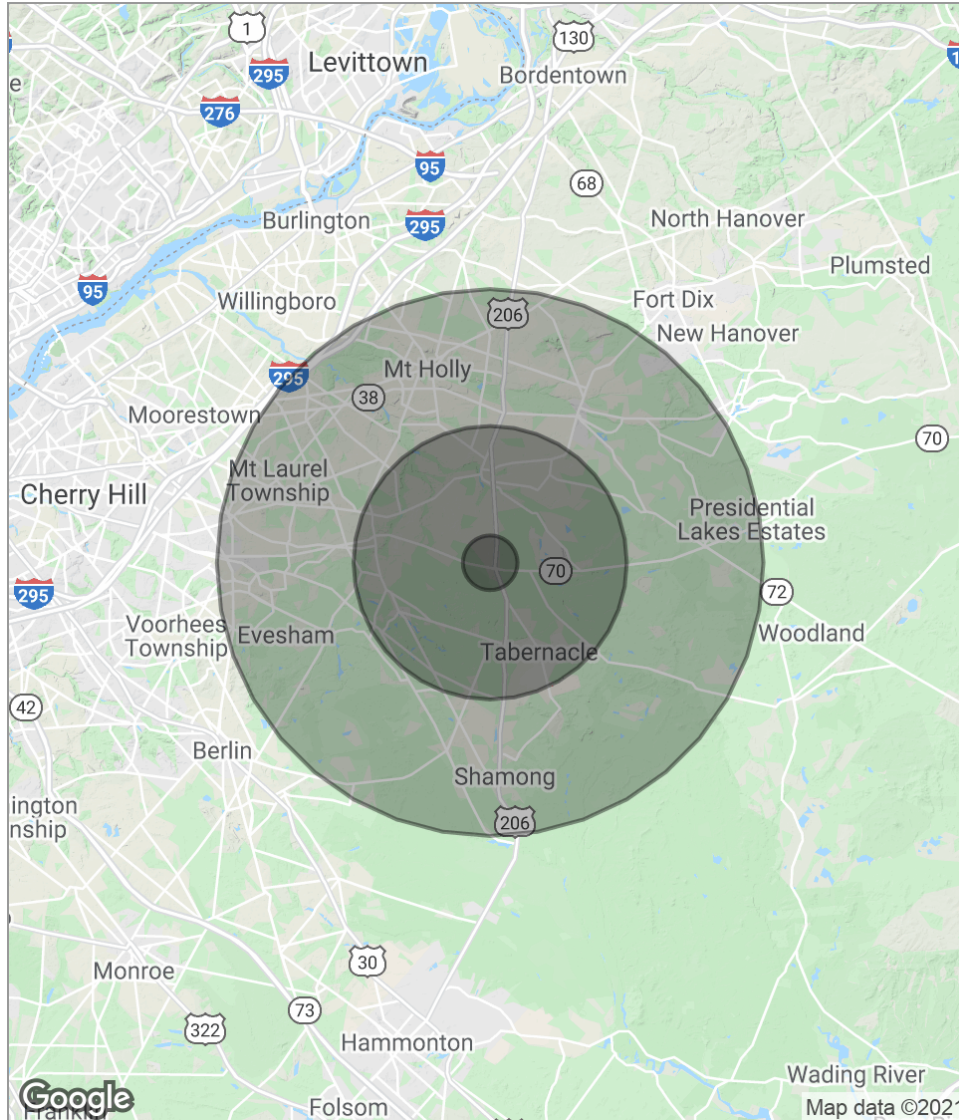 1
Levittown
130
295
Bordentown
276
95
68
Burlington
295
North Hanover
Plumsted
95
Willingboro
Fort Dix
206
New Hanover
Mt Holly
295
38
Moorestown
70
Mt Laurel
Township
Cherry Hill
Presidential
Lakes Estates
70
295
72
Voorhees
Township
Evesham
Woodland
Tabernacle
42
Berlin
Shamong
ington
nship
206
30
Monroe
73
322
Hammonton
Wading River
Google
Folsom
Map data ©2021